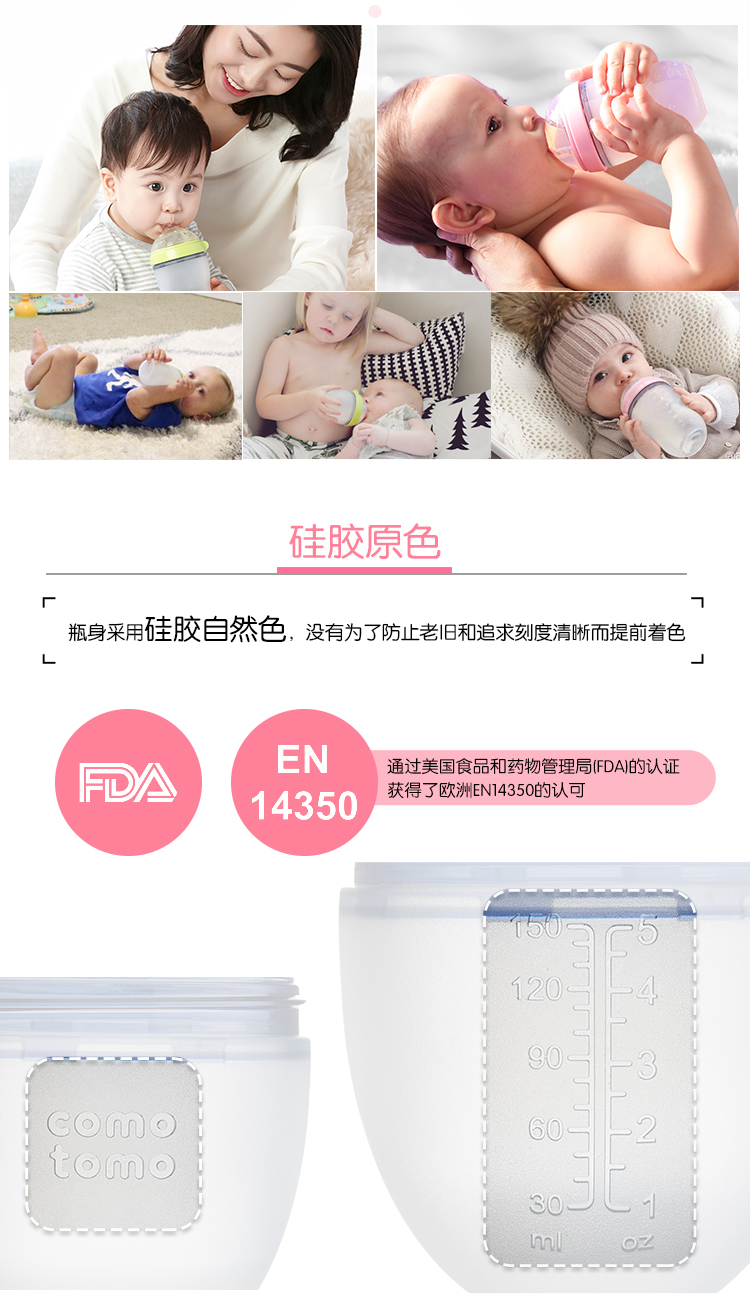 硅胶原色
瓶身采用硅胶自然色，没有为了防止老旧和追求刻度清晰而提前着色
FDA
EN
14350
通过美国食品和药物管理局(FDA)的认证
获得了欧洲EN14350的认可
150 5
120 4
90 3
60 2
30 1
ml oz
como
tomo